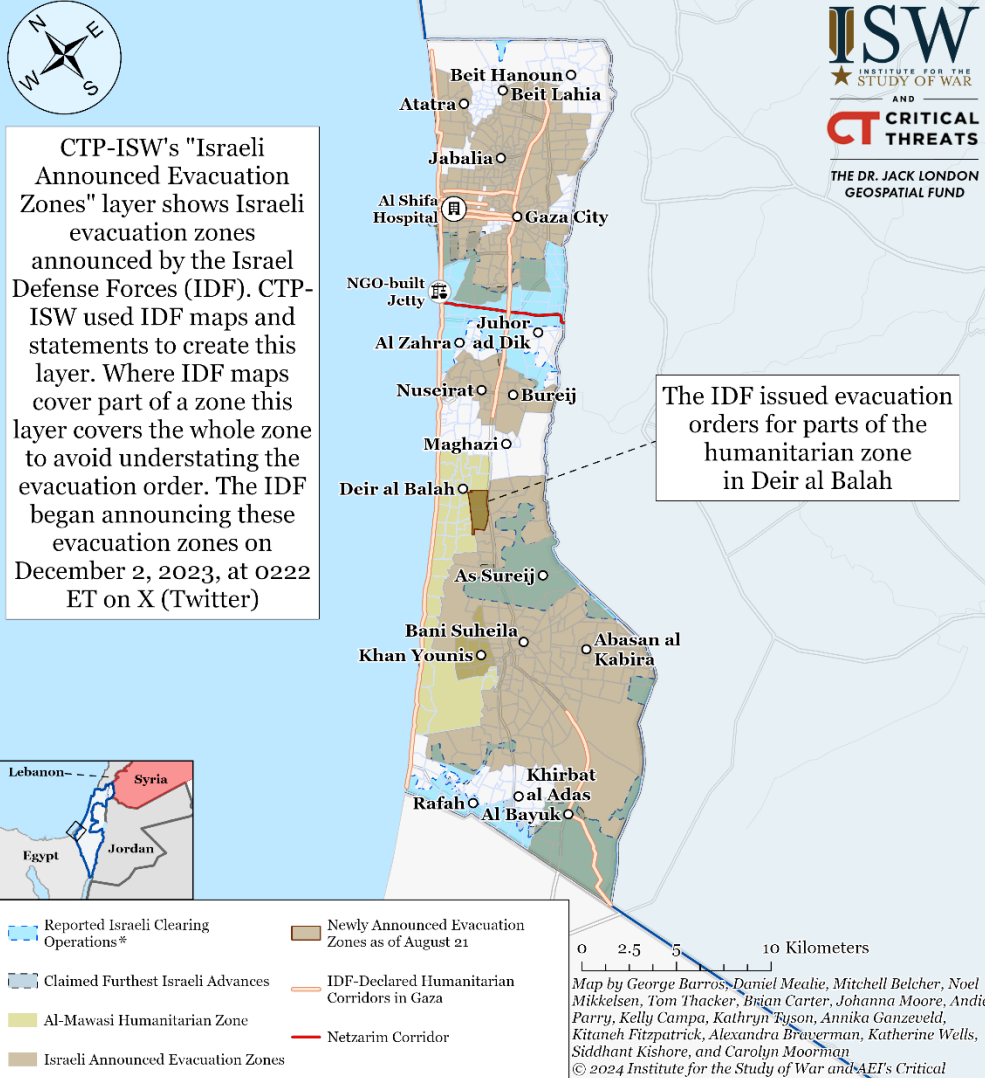 N
E
W
S
ISW
INSTITUTE FOR THE
STUDY OF WAR
AND
CT CRITICAL
THREATS
THE DR. JACK LONDON
GEOSPATIAL FUND
CTP-ISW's "Israeli
Announced Evacuation
Zones" layer shows Israeli
evacuation zones
announced by the Israel
Defense Forces (IDF). CTP-
ISW used IDF maps and
statements to create this
layer. Where IDF maps
cover part of a zone this
layer covers the whole zone
to avoid understating the
evacuation order. The IDF
began announcing these
evacuation zones on
December 2, 2023, at 0222
ET on X (Twitter)
Beit Hanoun
Beit Lahia
Atatra
Jabalia
Al Shifa
Hospital
Gaza City
NGO-built
Jetty
Juhor
ad Dik
Al Zahra
Nuseirat
Bureij
Maghazi
The IDF issued evacuation
orders for parts of the
humanitarian zone
in Deir al Balah
Deir al Balah
As Sureij
Bani Suheila
Abasan al
Kabira
Khan Younis
Khirbat
al Adas
Rafah
Al Bayuk
Lebanon
Syria
Egypt
Jordan
Reported Israeli Clearing
Operations*
Claimed Furthest Israeli Advances
Al-Mawasi Humanitarian Zone
Israeli Announced Evacuation Zones
Newly Announced Evacuation
Zones as of August 21
IDF-Declared Humanitarian
Corridors in Gaza
Netzarim Corridor
0 2.5 5 10 Kilometers
Map by George Barros, Daniel Mealie, Mitchell Belcher, Noel
Mikkelsen, Tom Thacker, Brian Carter, Johanna Moore, Andie
Parry, Kelly Campa, Kathryn Tyson, Annika Ganzeveld,
Kitaneh Fitzpatrick, Alexandra Braverman, Katherine Wells,
Siddhant Kishore, and Carolyn Moorman
© 2024 Institute for the Study of War and AEI's Critical